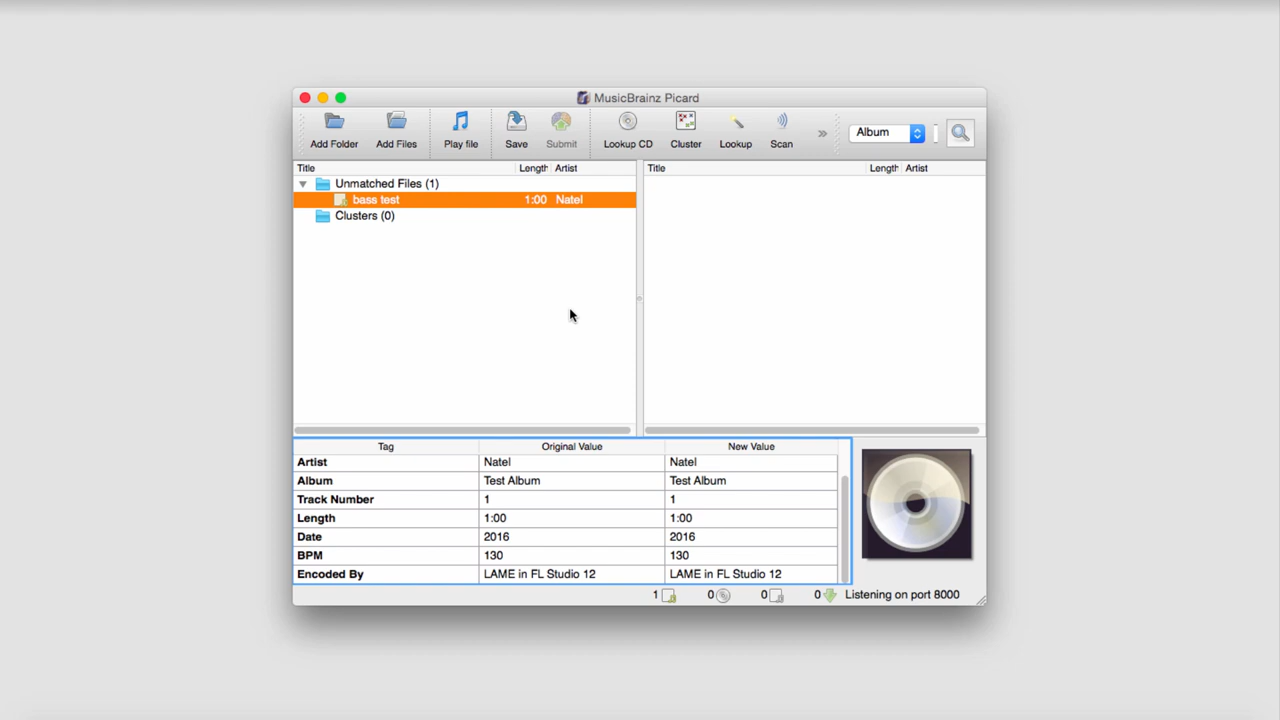 MusicBrainz Picard
Add Folder Add Files Play file Save Submit Lookup CD Cluster Lookup Scan » Album
Title Length Artist Title Length Artist
Unmatched Files (1)
bass test 1:00 Natel
Clusters (0)
Tag Original Value New Value
Artist Natel Natel
Album Test Album Test Album
Track Number 1 1
Length 1:00 1:00
Date 2016 2016
BPM 130 130
Encoded By LAME in FL Studio 12 LAME in FL Studio 12
1 0 0 0 Listening on port 8000